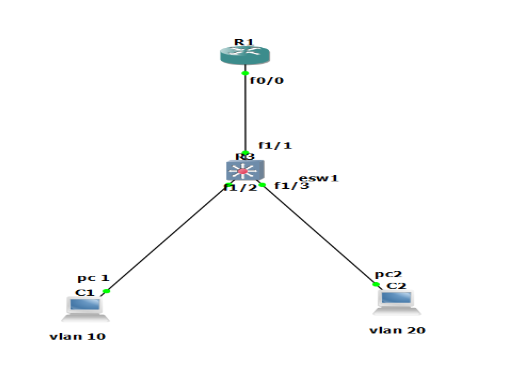 R1
f0/0
f1/1
R3
esw1
f1/2
f1/3
pc 1
C1
pc2
C2
vlan 10
vlan 20